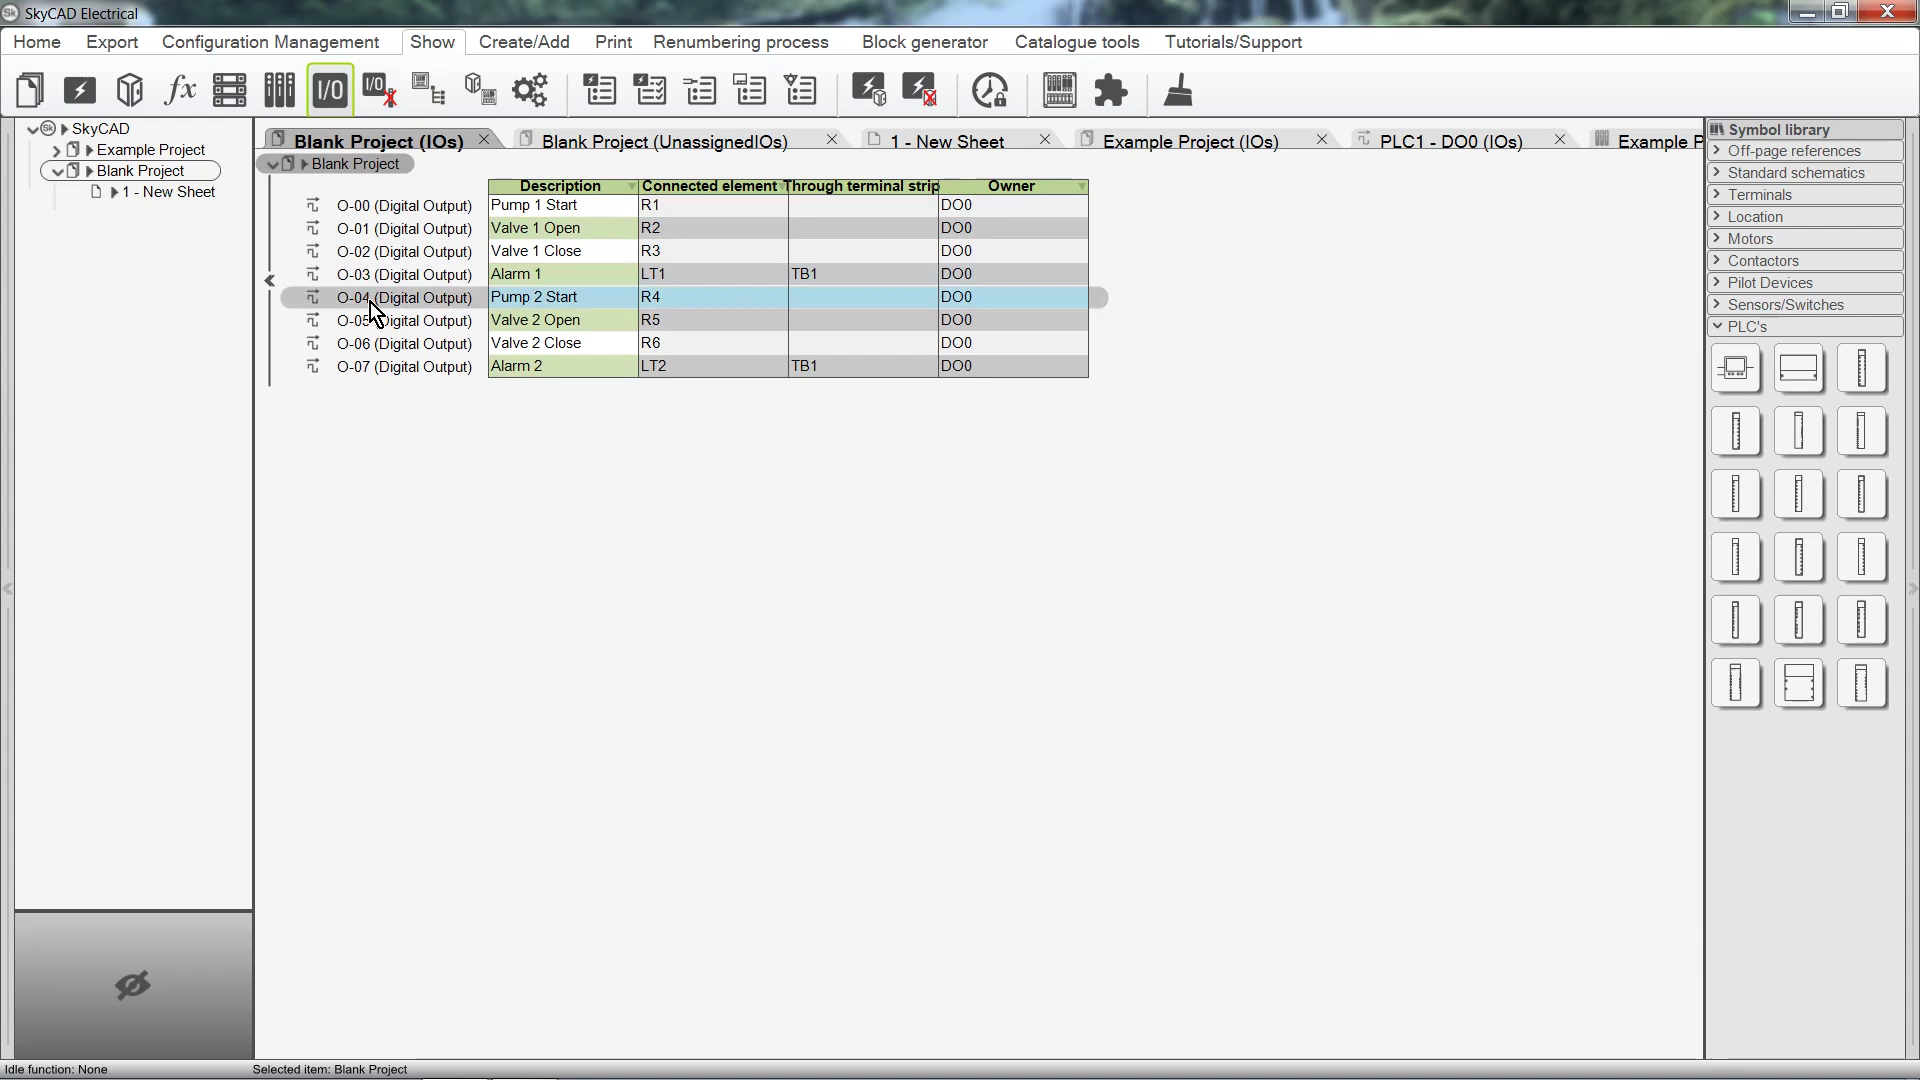 SkyCAD Electrical
Home Export Configuration Management Show Create/Add Print Renumbering process Block generator Catalogue tools Tutorials/Support
fx I/O I/O
SkyCAD
Example Project
Blank Project
1 - New Sheet
Blank Project (IOs) Blank Project (UnassignedIOs) 1 - New Sheet Example Project (IOs) PLC1 - DO0 (IOs) Example P
Blank Project
Description Connected element Through terminal strip Owner
O-00 (Digital Output) Pump 1 Start R1 DO0
O-01 (Digital Output) Valve 1 Open R2 DO0
O-02 (Digital Output) Valve 1 Close R3 DO0
O-03 (Digital Output) Alarm 1 LT1 TB1 DO0
O-04 (Digital Output) Pump 2 Start R4 DO0
O-05 Digital Output) Valve 2 Open R5 DO0
O-06 (Digital Output) Valve 2 Close R6 DO0
O-07 (Digital Output) Alarm 2 LT2 TB1 DO0
Symbol library
Off-page references
Standard schematics
Terminals
Location
Motors
Contactors
Pilot Devices
Sensors/Switches
PLC's
Idle function: None Selected item: Blank Project